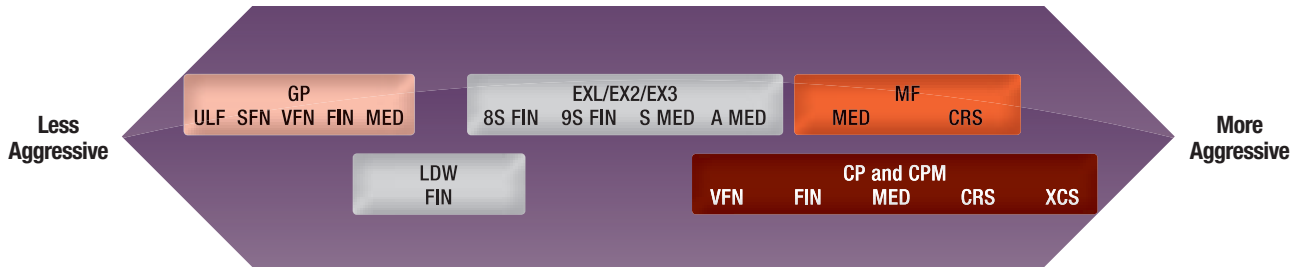 Less
Aggressive
GP
ULF SFN VFN FIN MED
EXL/EX2/EX3
8S FIN 9S FIN S MED A MED
MF
MED CRS
LDW
FIN
CP and CPM
VFN FIN MED CRS XCS
More
Aggressive